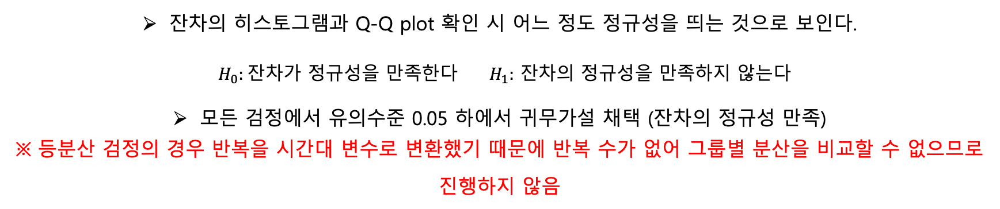 ➢ 잔차의 히스토그램과 Q-Q plot 확인 시 어느 정도 정규성을 띄는 것으로 보인다.
H₀: 잔차가 정규성을 만족한다 H₁: 잔차의 정규성을 만족하지 않는다
➢ 모든 검정에서 유의수준 0.05 하에서 귀무가설 채택 (잔차의 정규성 만족)
※ 등분산 검정의 경우 반복을 시간대 변수로 변환했기 때문에 반복 수가 없어 그룹별 분산을 비교할 수 없으므로
진행하지 않음